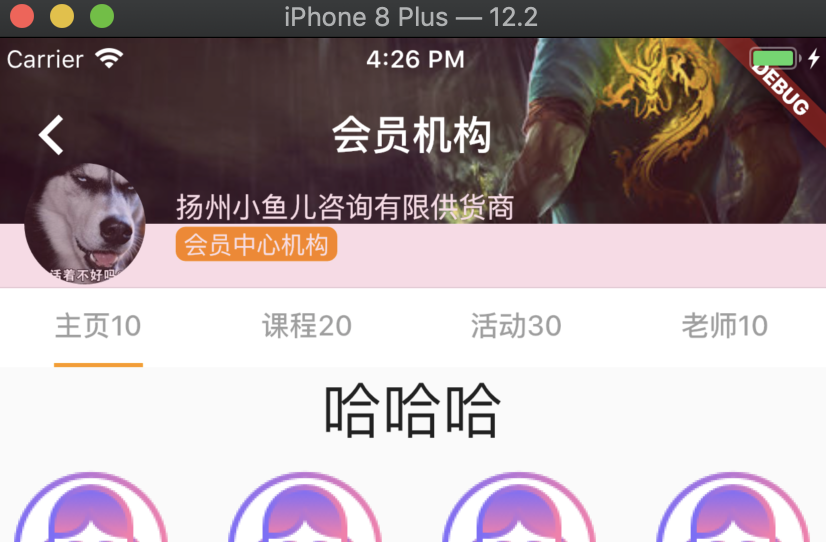 iPhone 8 Plus — 12.2
Carrier 4:26 PM
DEBUG
会员机构
扬州小鱼儿咨询有限供货商
会员中心机构
活着不好吗
主页10 课程20 活动30 老师10
哈哈哈